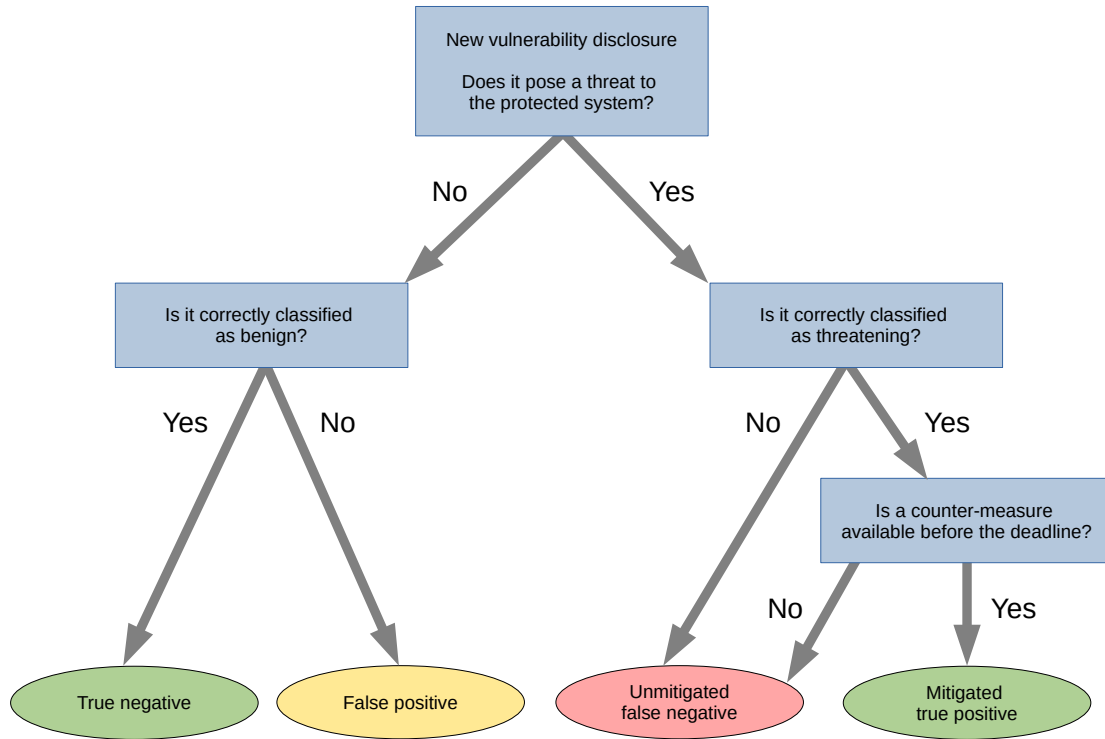 New vulnerability disclosure
Does it pose a threat to
the protected system?
No
Yes
Is it correctly classified
as benign?
Is it correctly classified
as threatening?
Yes
No
No
Yes
Is a counter-measure
available before the deadline?
No
Yes
True negative
False positive
Unmitigated
false negative
Mitigated
true positive